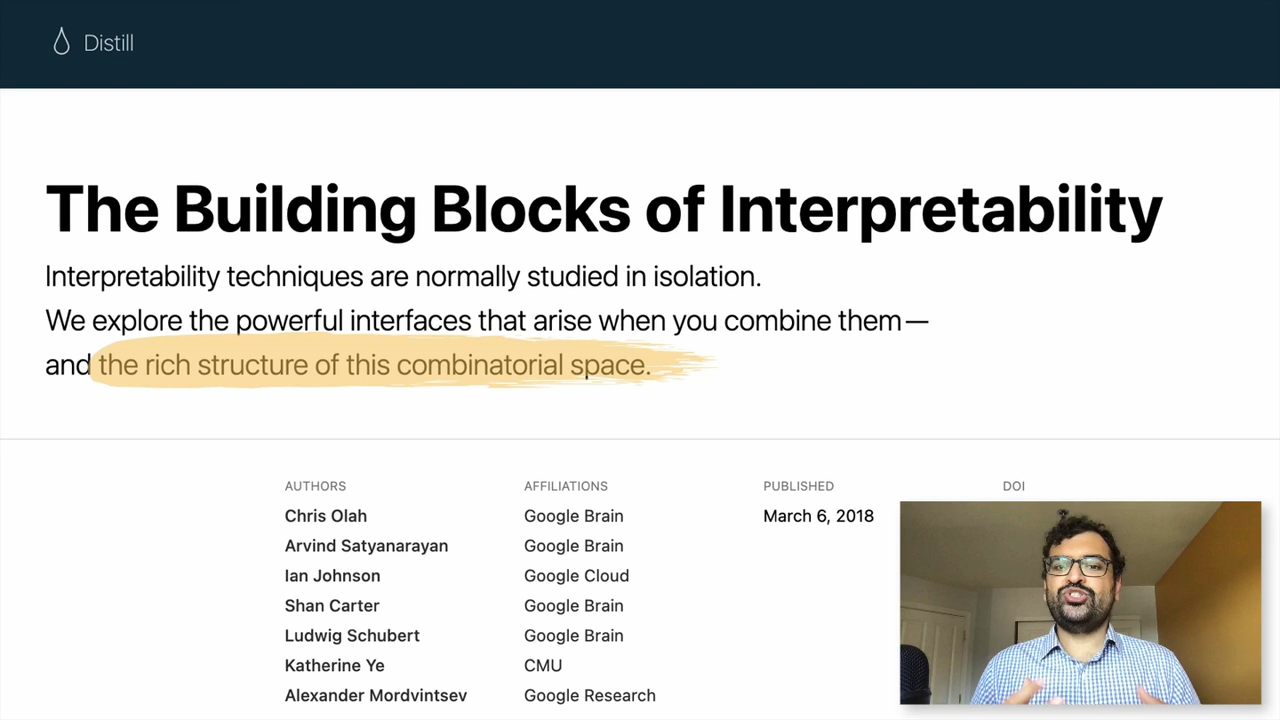 Distill
The Building Blocks of Interpretability
Interpretability techniques are normally studied in isolation.
We explore the powerful interfaces that arise when you combine them—
and the rich structure of this combinatorial space.
AUTHORS AFFILIATIONS PUBLISHED DOI
Chris Olah Google Brain March 6, 2018
Arvind Satyanarayan Google Brain
Ian Johnson Google Cloud
Shan Carter Google Brain
Ludwig Schubert Google Brain
Katherine Ye CMU
Alexander Mordvintsev Google Research